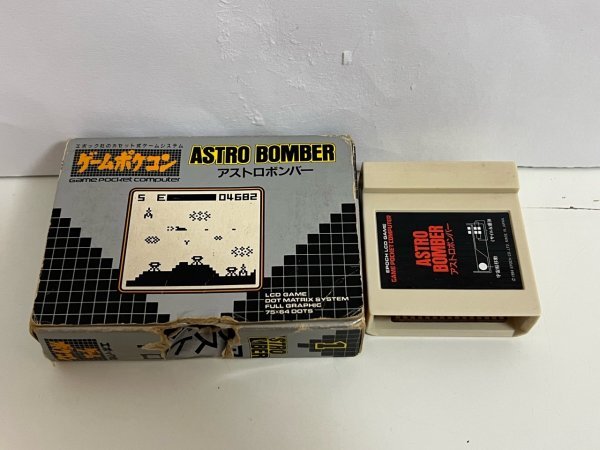 エポック社のカセット式ゲームシステム
ゲームポケコン
Game Pocket Computer
ASTRO BOMBER
アストロボンバー
S E 04682
LCD GAME
DOT MATRIX SYSTEM
FULL GRAPHIC
75×64 DOTS
ASTRO
1
EPOCH LCD GAME
GAME POCKET COMPUTER
ASTRO
BOMBER
アストロボンバー